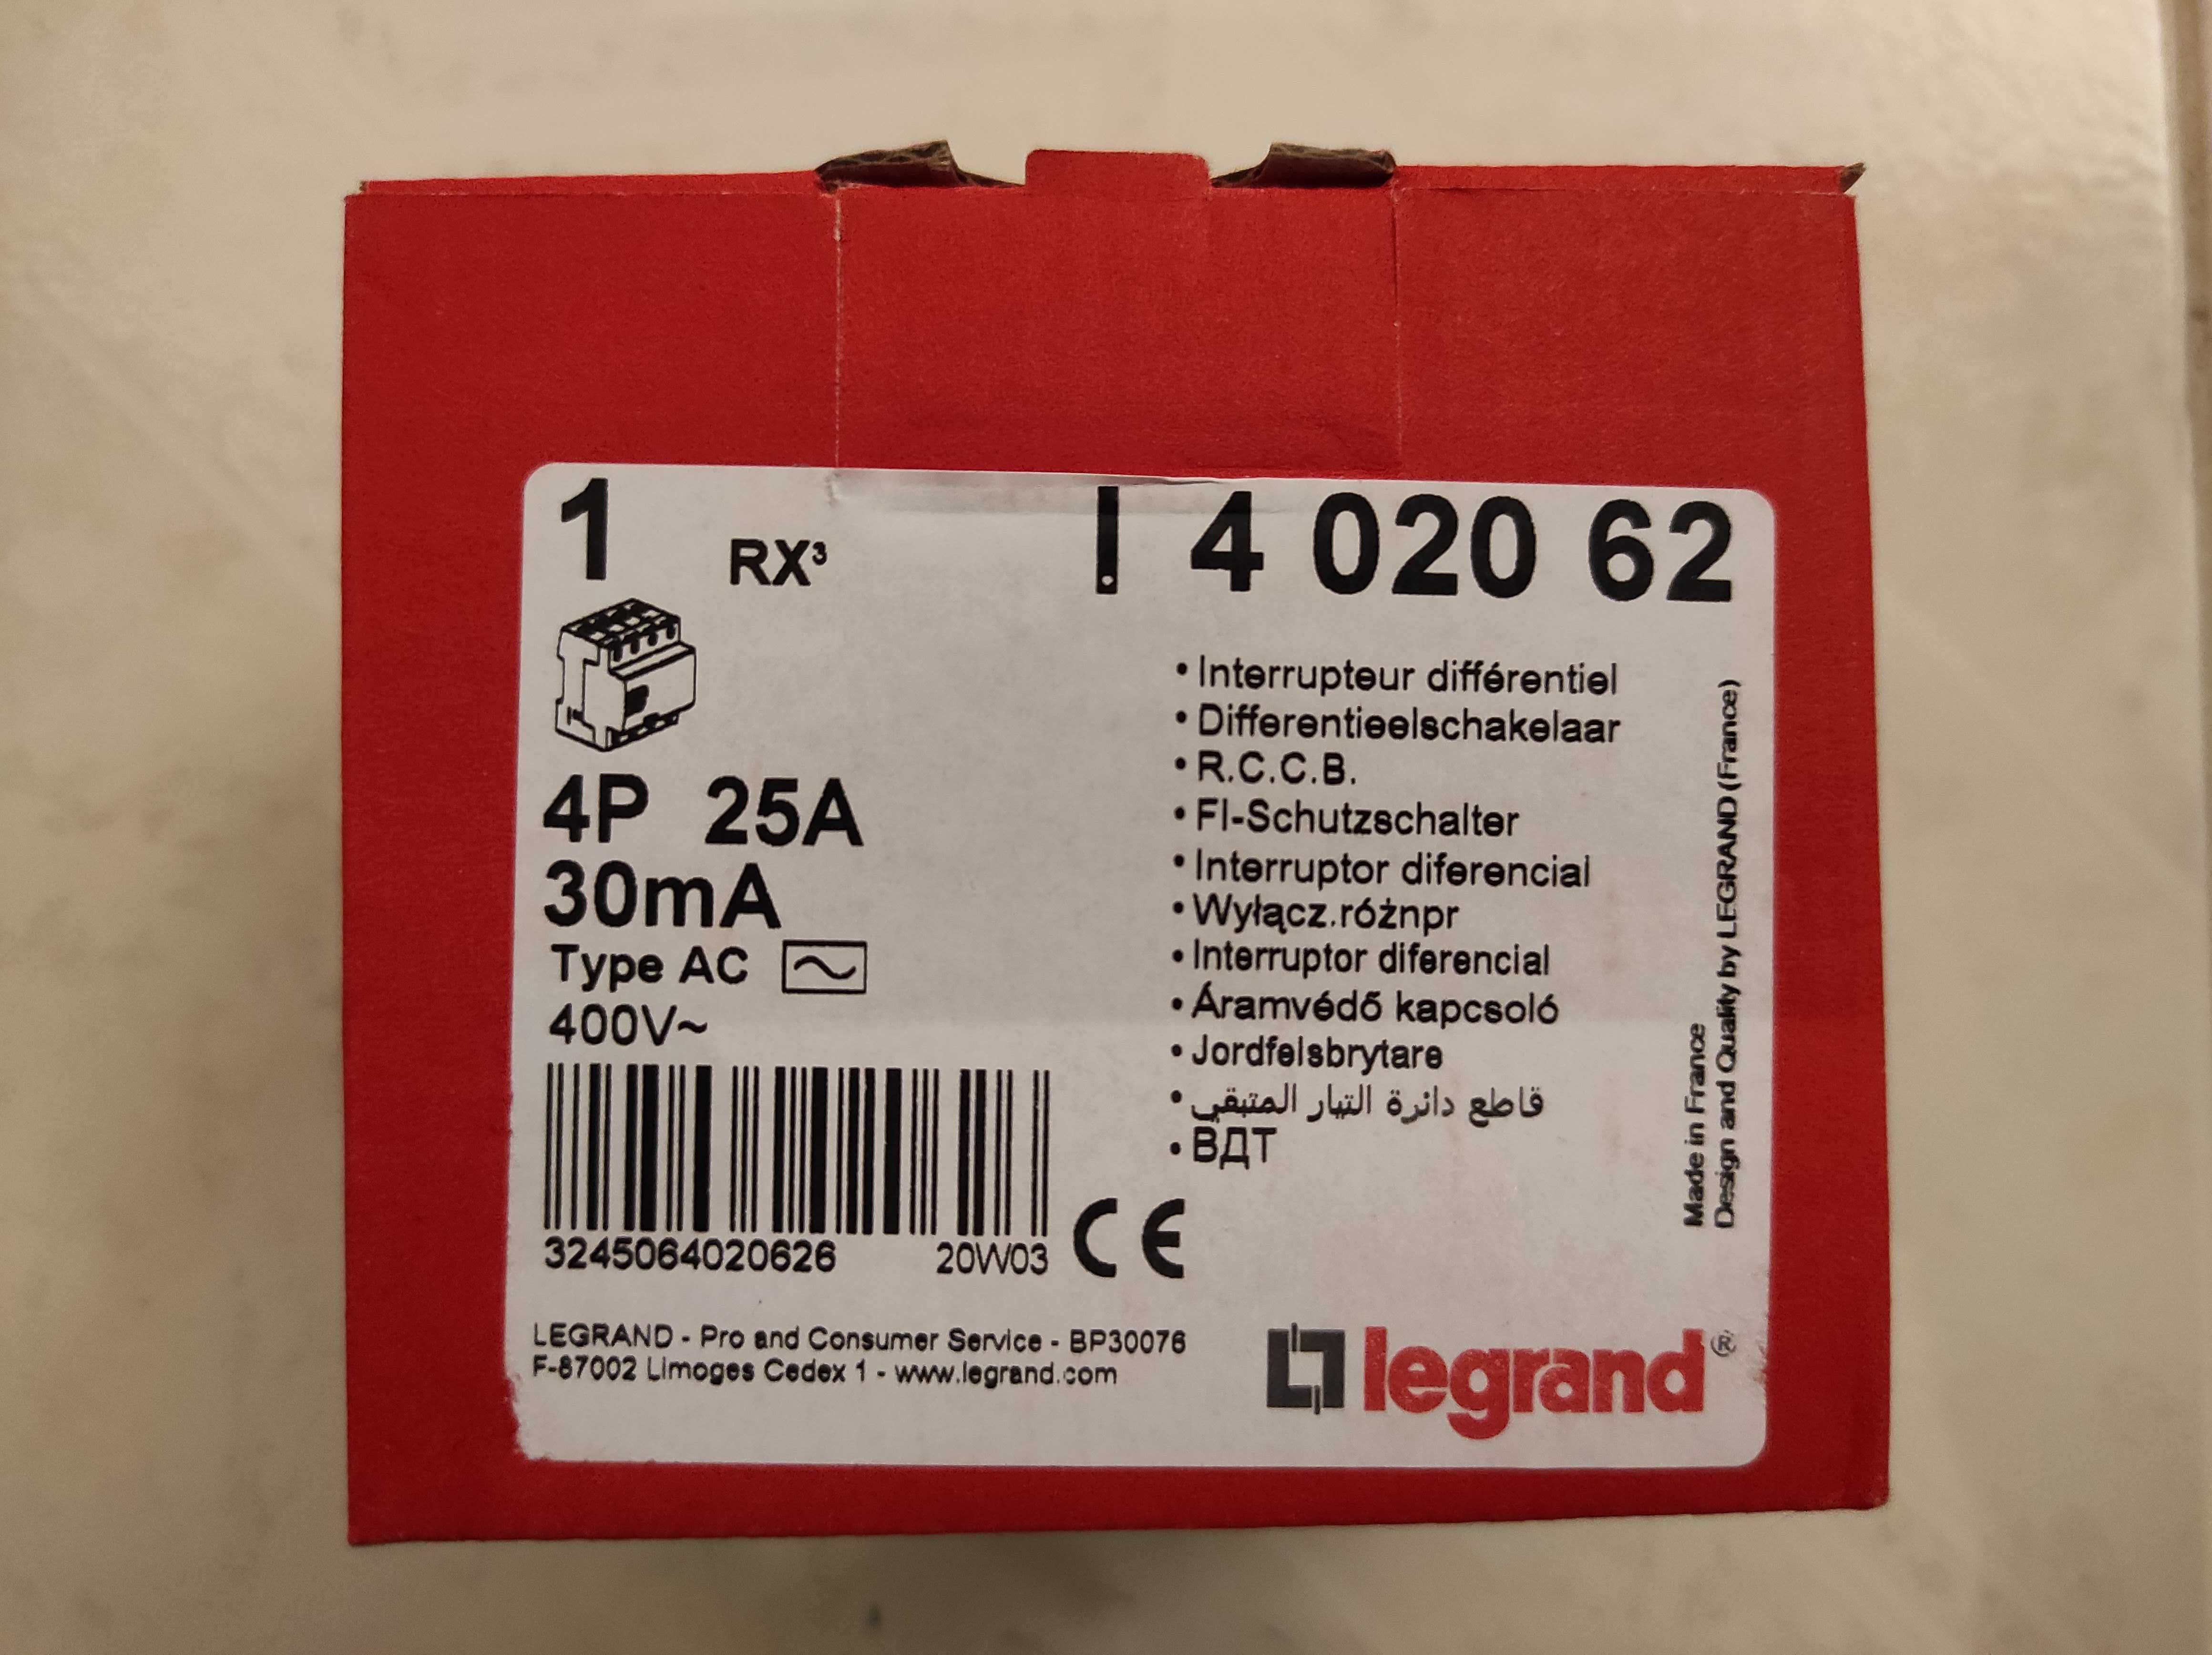 1 RX³ 4 020 62
4P 25A
30mA
Type AC
400V~
3245064020626 20W03
CE
• Interrupteur différentiel
• Differentieelschakelaar
• R.C.C.B.
• FI-Schutzschalter
• Interruptor diferencial
• Wyłącz.różnpr
• Interruptor diferencial
• Áramvédő kapcsoló
• Jordfelsbrytare
• قاطع دائرة التيار المتبقي
• ВДТ
Made in France
Design and Quality by LEGRAND (France)
LEGRAND - Pro and Consumer Service - BP30076
F-87002 Limoges Cedex 1 - www.legrand.com
legrand®